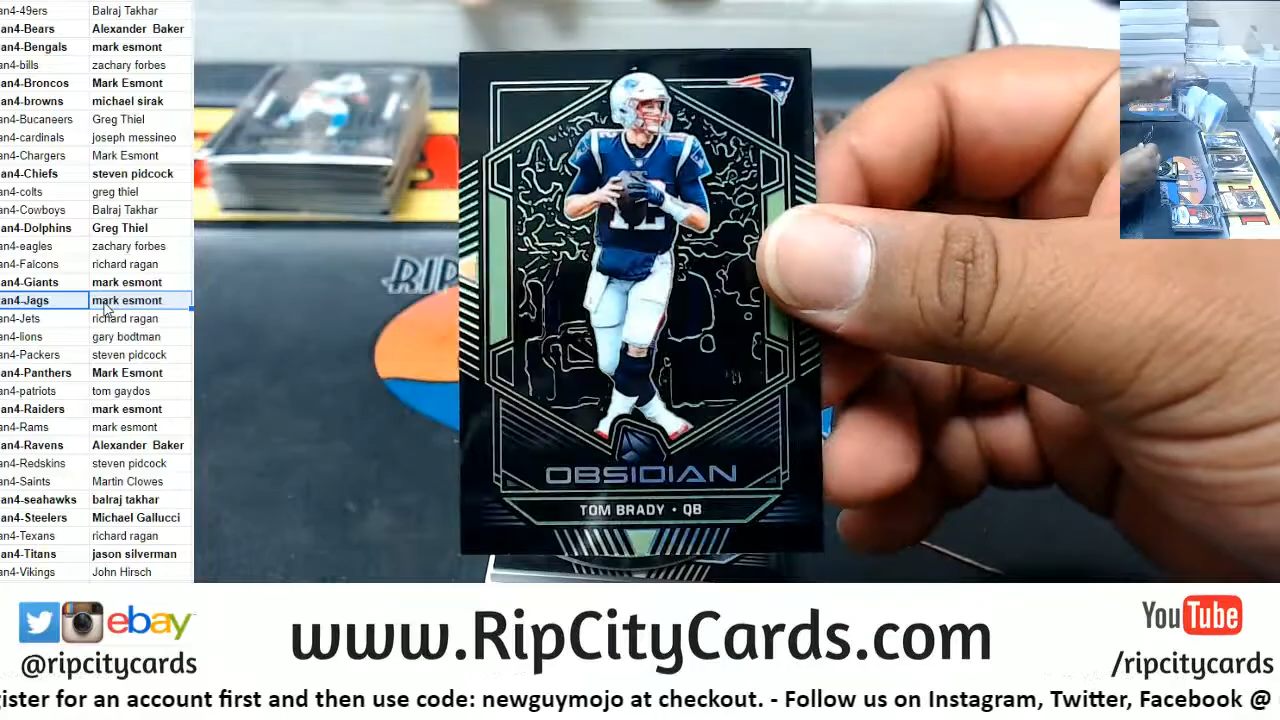 an4-49ers Balraj Takhar
an4-Bears Alexander Baker
an4-Bengals mark esmont
an4-bills zachary forbes
an4-Broncos Mark Esmont
an4-browns michael sirak
an4-Bucaneers Greg Thiel
an4-cardinals joseph messineo
an4-Chargers Mark Esmont
an4-Chiefs steven pidcock
an4-colts greg thiel
an4-Cowboys Balraj Takhar
an4-Dolphins Greg Thiel
an4-eagles zachary forbes
an4-Falcons richard ragan
an4-Giants mark esmont
an4-Jags mark esmont
an4-Jets richard ragan
an4-lions gary bodtman
an4-Packers steven pidcock
an4-Panthers Mark Esmont
an4-patriots tom gaydos
an4-Raiders mark esmont
an4-Rams mark esmont
an4-Ravens Alexander Baker
an4-Redskins steven pidcock
an4-Saints Martin Clowes
an4-seahawks balraj takhar
an4-Steelers Michael Gallucci
an4-Texans richard ragan
an4-Titans jason silverman
an4-Vikings John Hirsch
RIP
12
OBSIDIAN
TOM BRADY • QB
ebay
@ripcitycards
www.RipCityCards.com
YouTube
/ripcitycards
gister for an account first and then use code: newguymojo at checkout. - Follow us on Instagram, Twitter, Facebook @